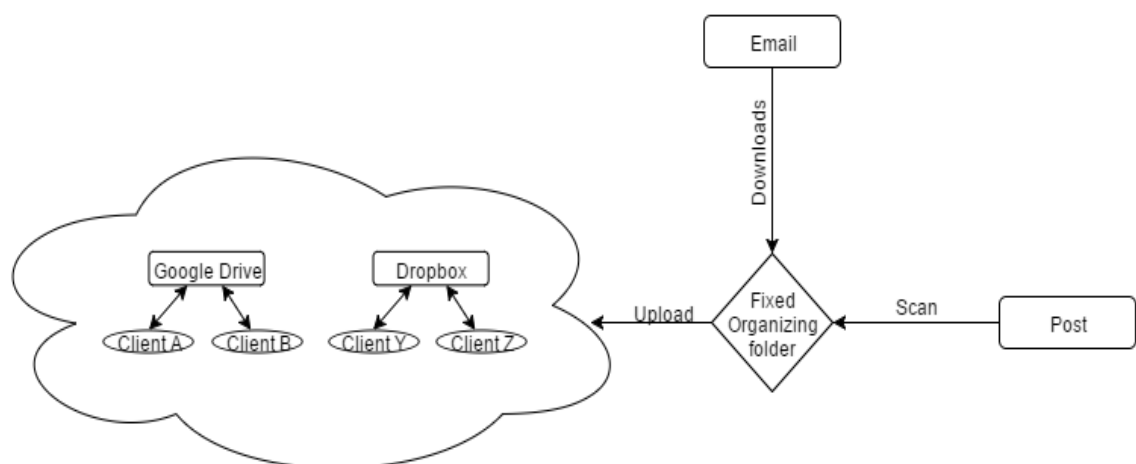 Email
Downloads
Google Drive
Dropbox
Client A
Client B
Client Y
Client Z
Upload
Fixed
Organizing
folder
Scan
Post